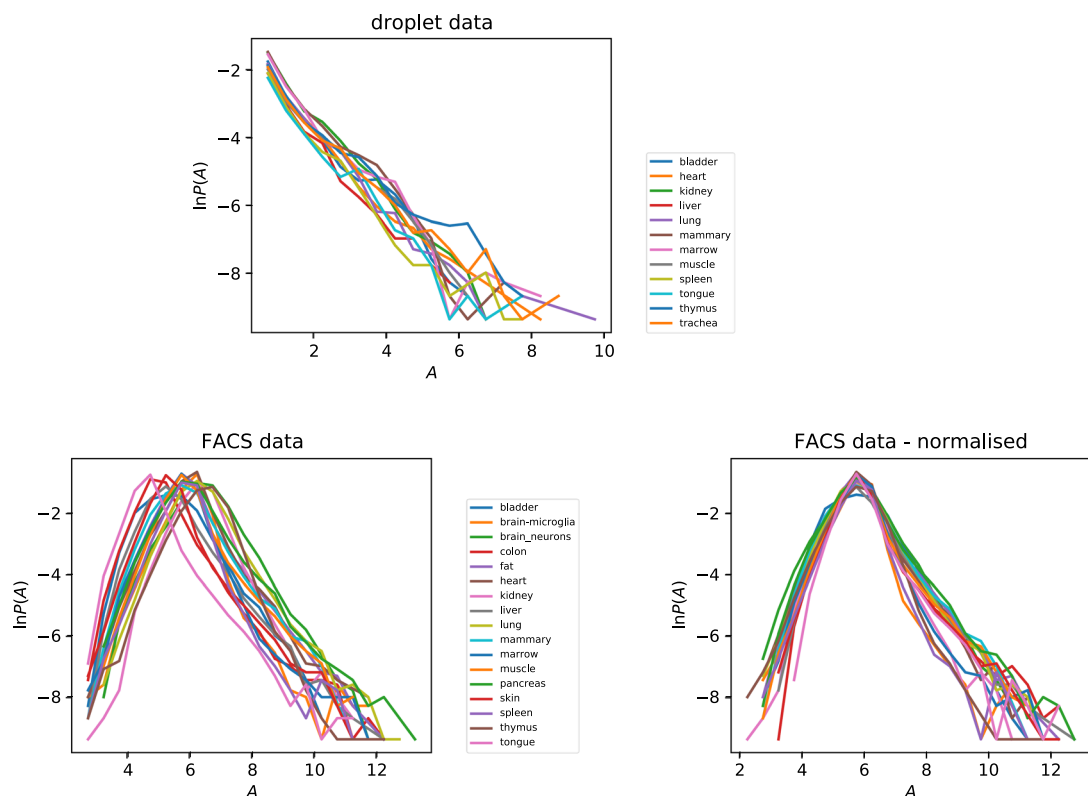 droplet data
−2
−4
−6
−8
lnP(A)
2
4
6
8
10
A
bladder
heart
kidney
liver
lung
mammary
marrow
muscle
spleen
tongue
thymus
trachea
FACS data
−2
−4
−6
−8
lnP(A)
4
6
8
10
12
A
bladder
brain-microglia
brain_neurons
colon
fat
heart
kidney
liver
lung
mammary
marrow
muscle
pancreas
skin
spleen
thymus
tongue
FACS data - normalised
−2
−4
−6
−8
lnP(A)
2
4
6
8
10
12
A